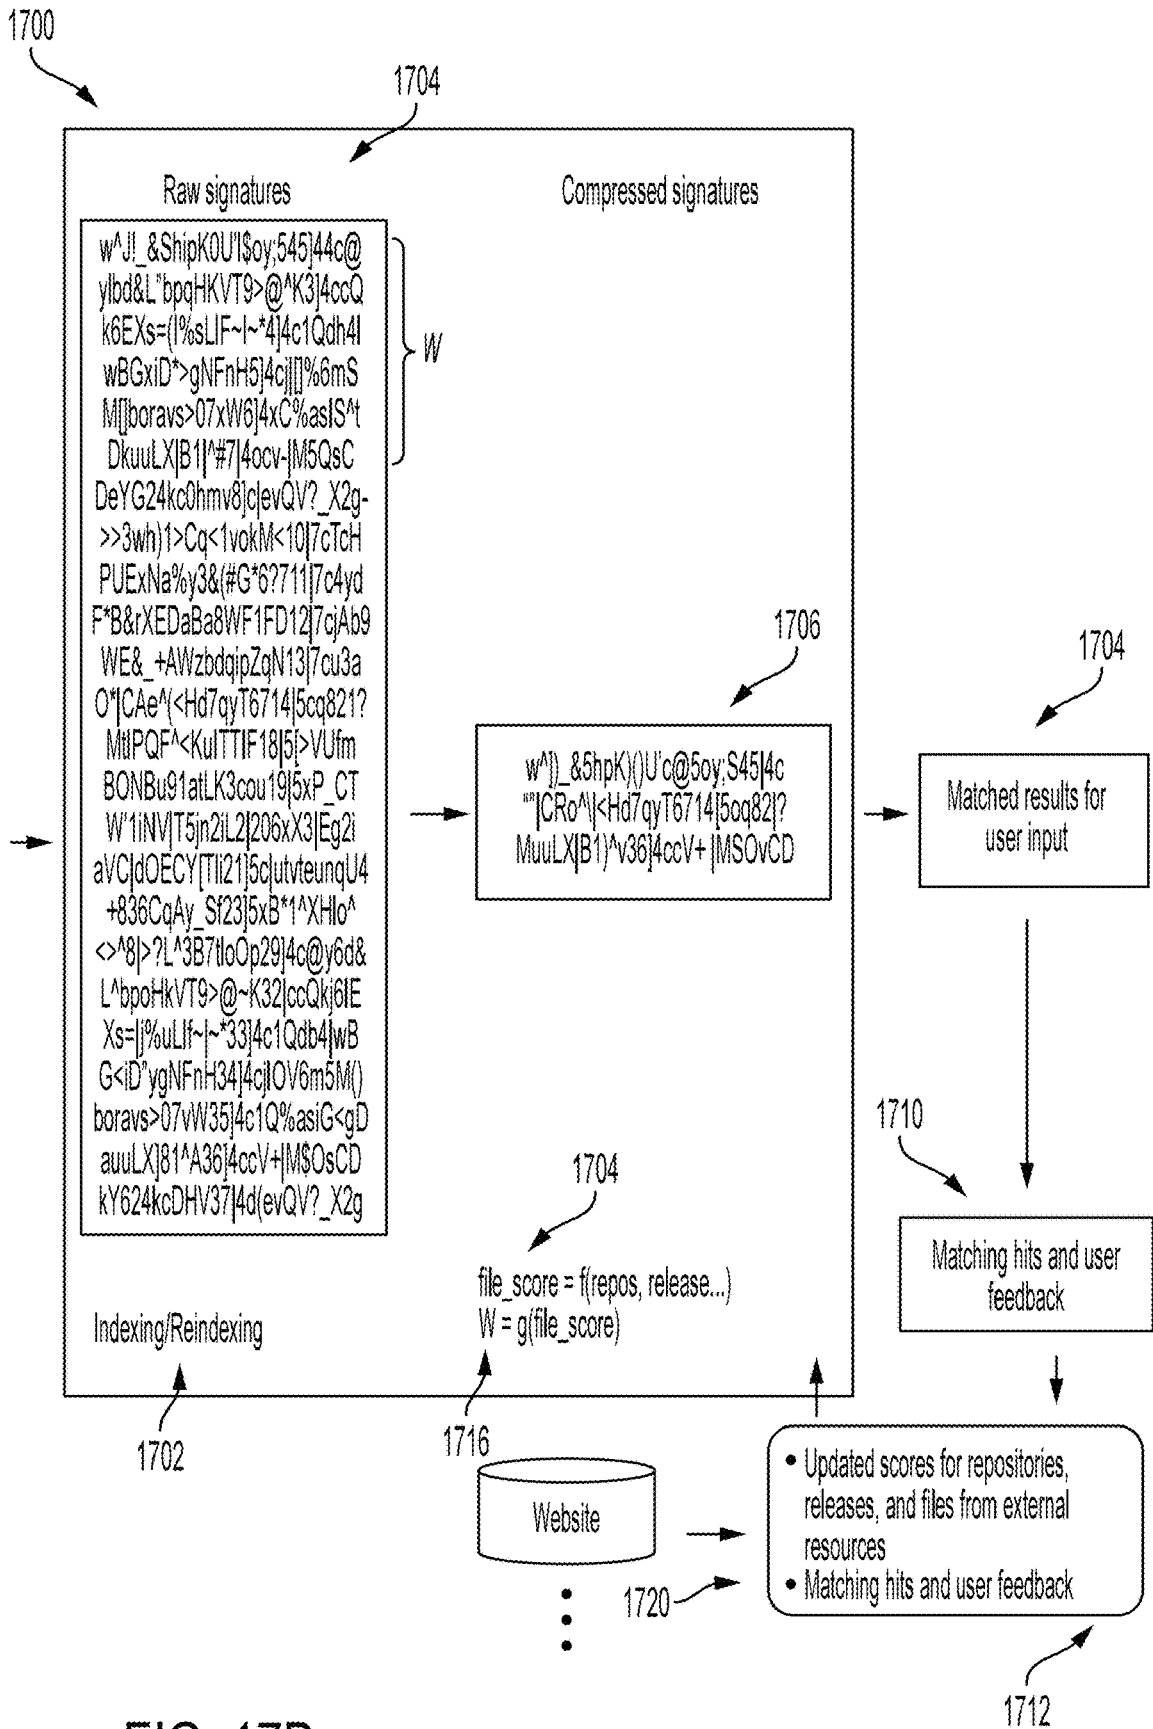 1700
1704
Raw signatures
Compressed signatures
w^J!_&ShipK0U'I$oy;545]44c@
ylbd&L"bpqHKVT9>@^K3]4ccQ
k6EXs=(I%sLIF~I~*4]4c1Qdh4I
wBGxiD*>gNFnH5]4cj|[]%6mS
M[]boravs>07xW6]4xC%asIS^t
DkuuLX|B1|^#7|4ocv-|M5QsC
W
DeYG24kc0hmv8]c|evQV?_X2g-
>>3wh)1>Cq<1vokM<10|7cTcH
PUExNa%y3&(#G*6?711|7c4yd
F*B&rXEDaBa8WF1FD12|7cjAb9
WE&_+AWzbdqipZqN13|7cu3a
O*|CAe^(<Hd7qyT6714|5cq821?
MtIPQF^<KuITTIF18|5[>VUfm
BONBu91atLK3cou19|5xP_CT
W'1iNV|T5jn2iL2|206xX3|Eg2i
aVC|dOECY[Tli21]5c|utvteunqU4
+836CqAy_Sf23]5xB*1^XHIo^
<>^8|>?L^3B7tIoOp29]4c@y6d&
L^bpoHkVT9>@~K32|ccQkj6IE
Xs=|j%uLIf~|~*33]4c1Qdb4|wB
G<iD"ygNFnH34]4cjIOV6m5M()
boravs>07vW35]4c1Q%asiG<gD
auuLX]81^A36]4ccV+|M$OsCD
kY624kcDHV37|4d(evQV?_X2g
1706
w^])_&5hpK)()U'c@5oy;S45|4c
""|CRo^\|<Hd7qyT6714[5oq82|?
MuuLX|B1)^v36]4ccV+ |MSOvCD
1704
Matched results for
user input
1710
Matching hits and user
feedback
1704
file_score = f(repos, release...)
W = g(file_score)
Indexing/Reindexing
1702
1716
Website
1720
• Updated scores for repositories,
releases, and files from external
resources
• Matching hits and user feedback
1712